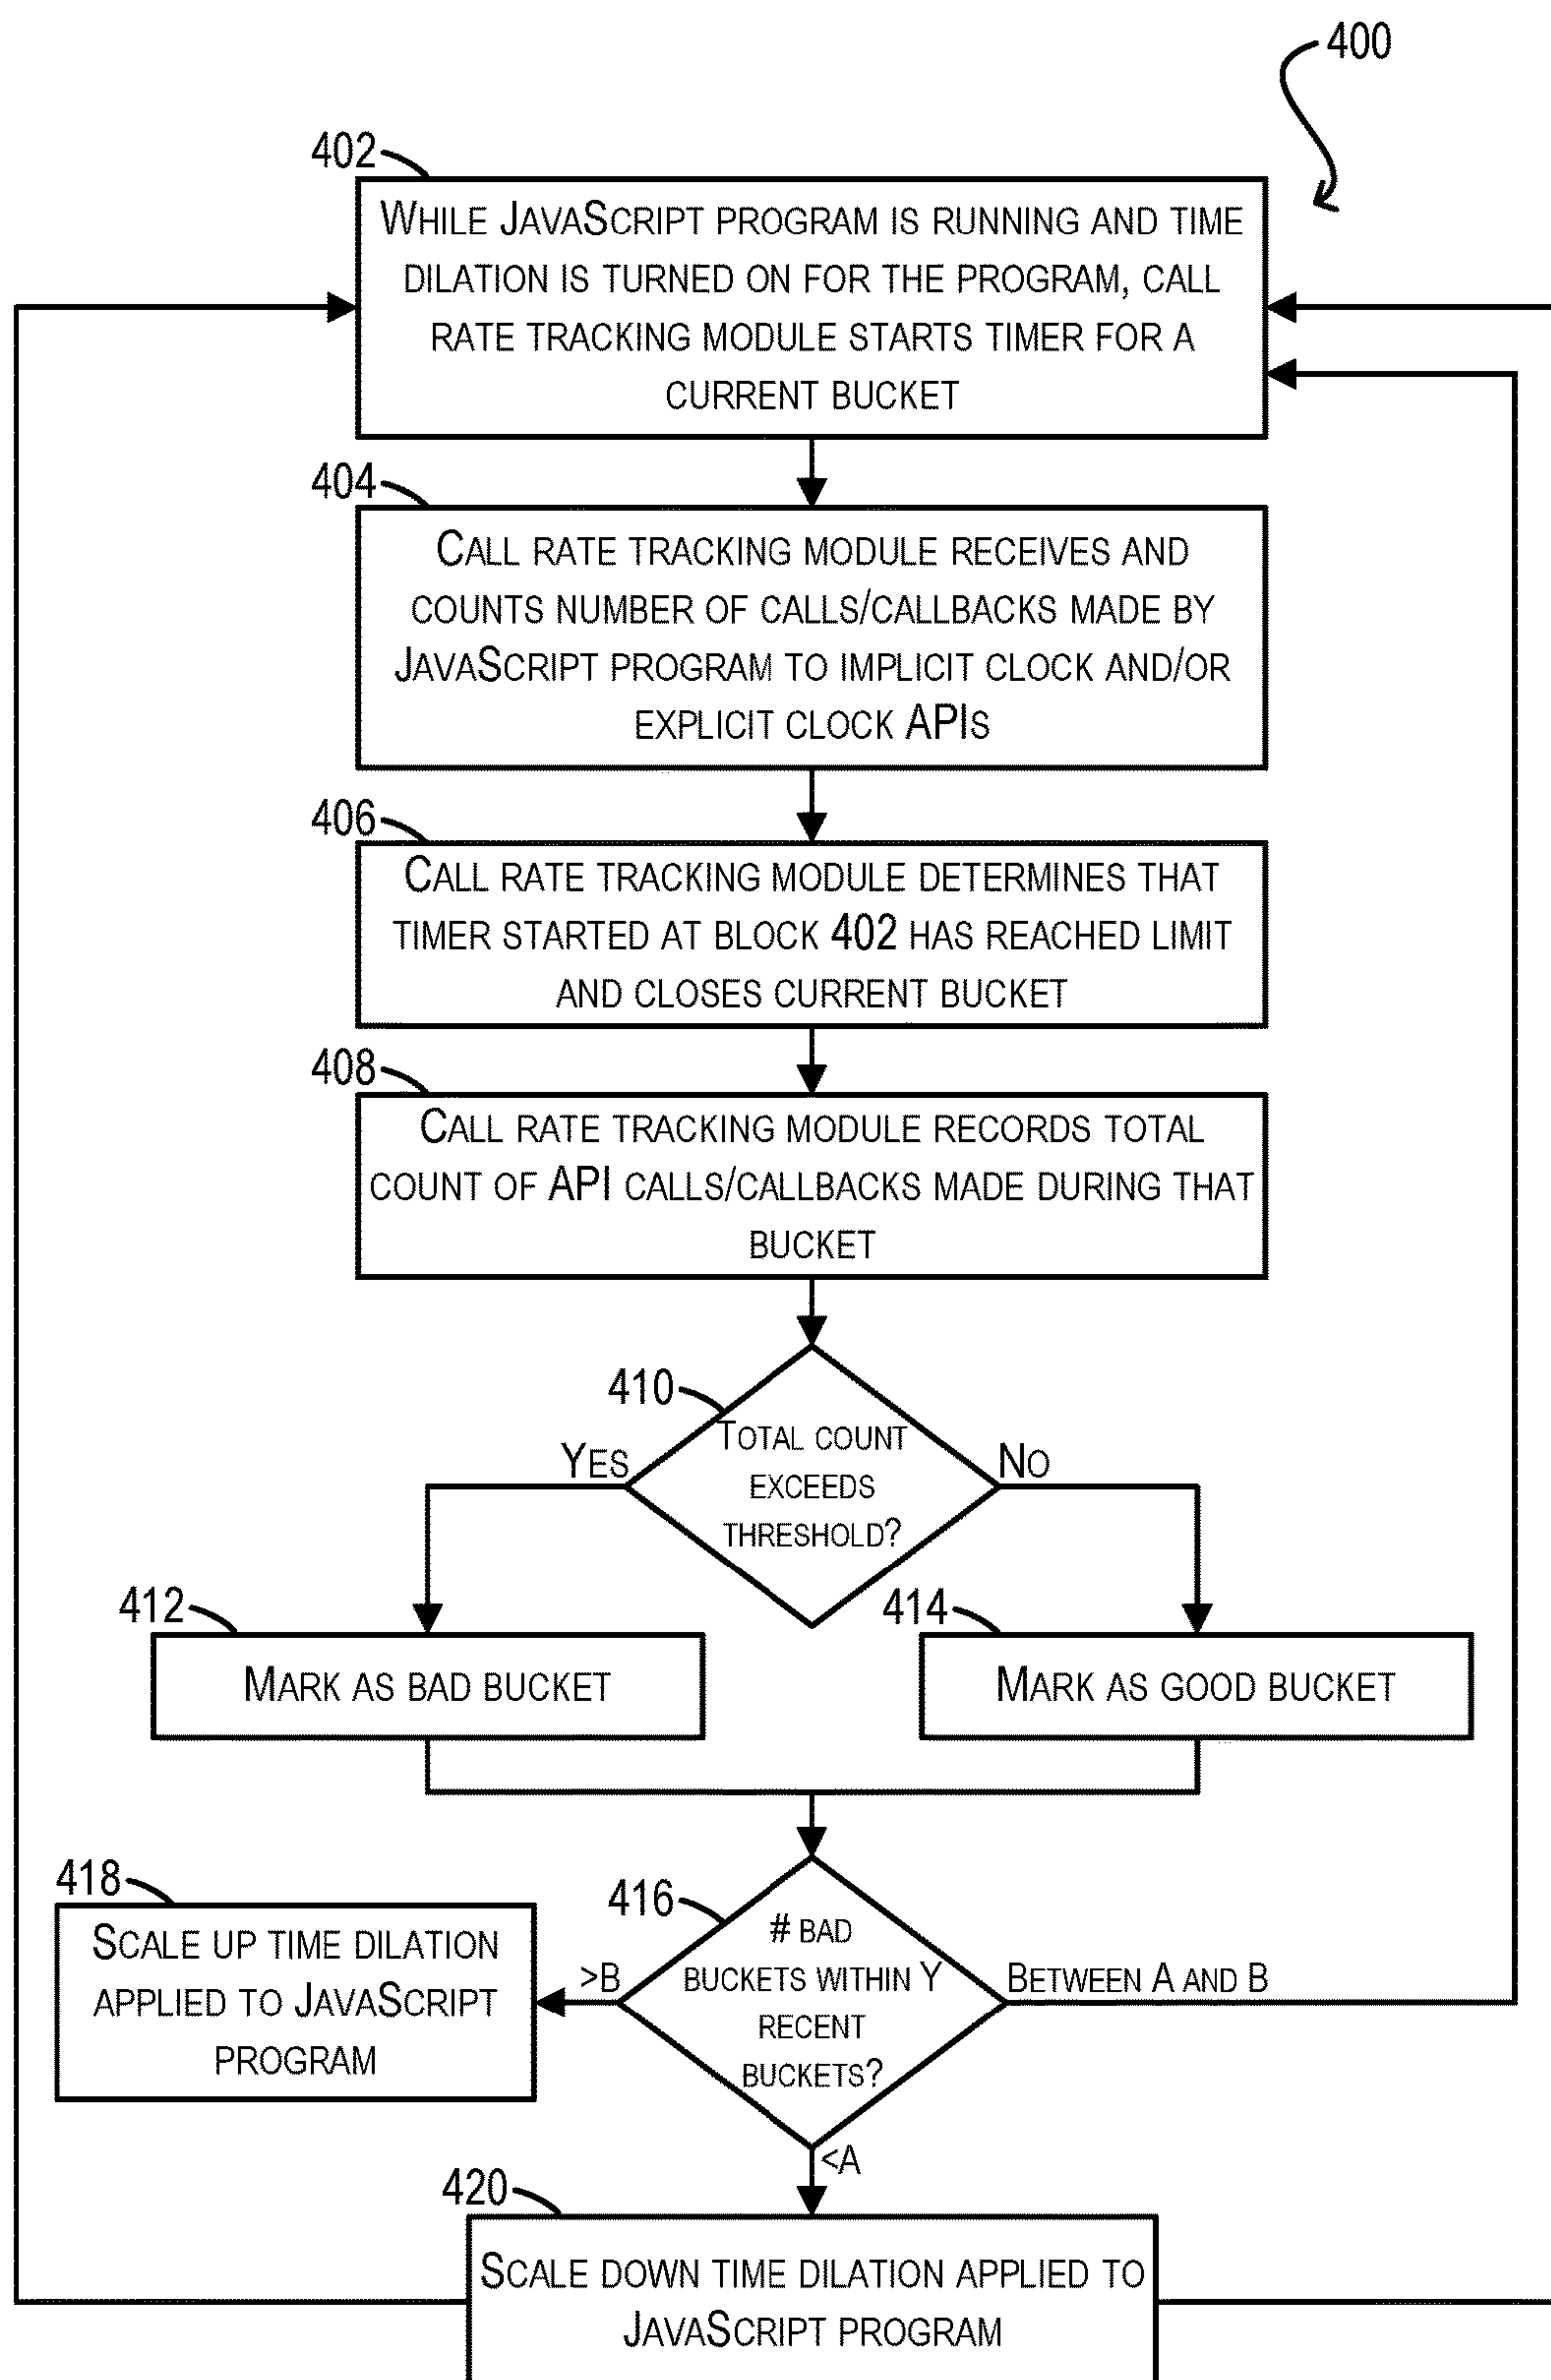 400
402
While JavaScript program is running and time
dilation is turned on for the program, call
rate tracking module starts timer for a
current bucket
404
Call rate tracking module receives and
counts number of calls/callbacks made by
JavaScript program to implicit clock and/or
explicit clock APIs
406
Call rate tracking module determines that
timer started at block 402 has reached limit
and closes current bucket
408
Call rate tracking module records total
count of API calls/callbacks made during that
bucket
410
Total count
exceeds
threshold?
Yes
No
412
Mark as bad bucket
414
Mark as good bucket
416
# bad
buckets within Y
recent
buckets?
>B
Between A and B
<A
418
Scale up time dilation
applied to JavaScript
program
420
Scale down time dilation applied to
JavaScript program